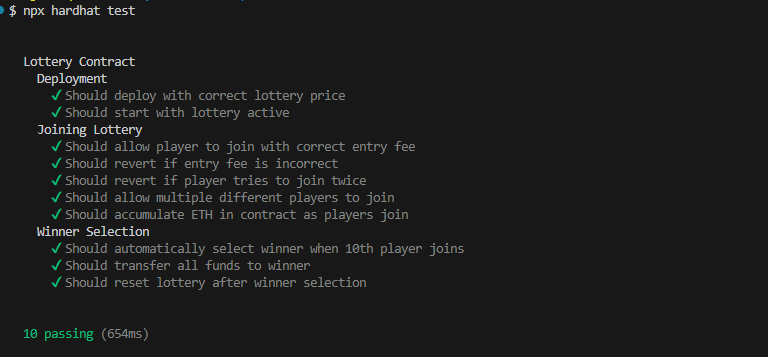 $ npx hardhat test
Lottery Contract
Deployment
✓ Should deploy with correct lottery price
✓ Should start with lottery active
Joining Lottery
✓ Should allow player to join with correct entry fee
✓ Should revert if entry fee is incorrect
✓ Should revert if player tries to join twice
✓ Should allow multiple different players to join
✓ Should accumulate ETH in contract as players join
Winner Selection
✓ Should automatically select winner when 10th player joins
✓ Should transfer all funds to winner
✓ Should reset lottery after winner selection
10 passing (654ms)